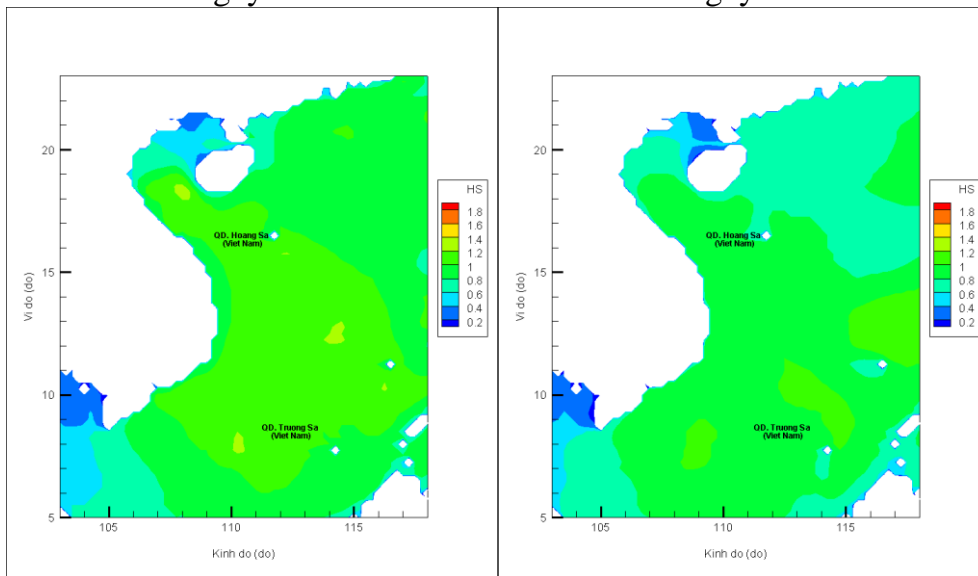 20
15
10
5
105 110 115
Vi do (do)
Kinh do (do)
QD. Hoang Sa
(Viet Nam)
QD. Truong Sa
(Viet Nam)
HS
1.8
1.6
1.4
1.2
1
0.8
0.6
0.4
0.2
20
15
10
5
105 110 115
Vi do (do)
Kinh do (do)
QD. Hoang Sa
(Viet Nam)
QD. Truong Sa
(Viet Nam)
HS
1.8
1.6
1.4
1.2
1
0.8
0.6
0.4
0.2